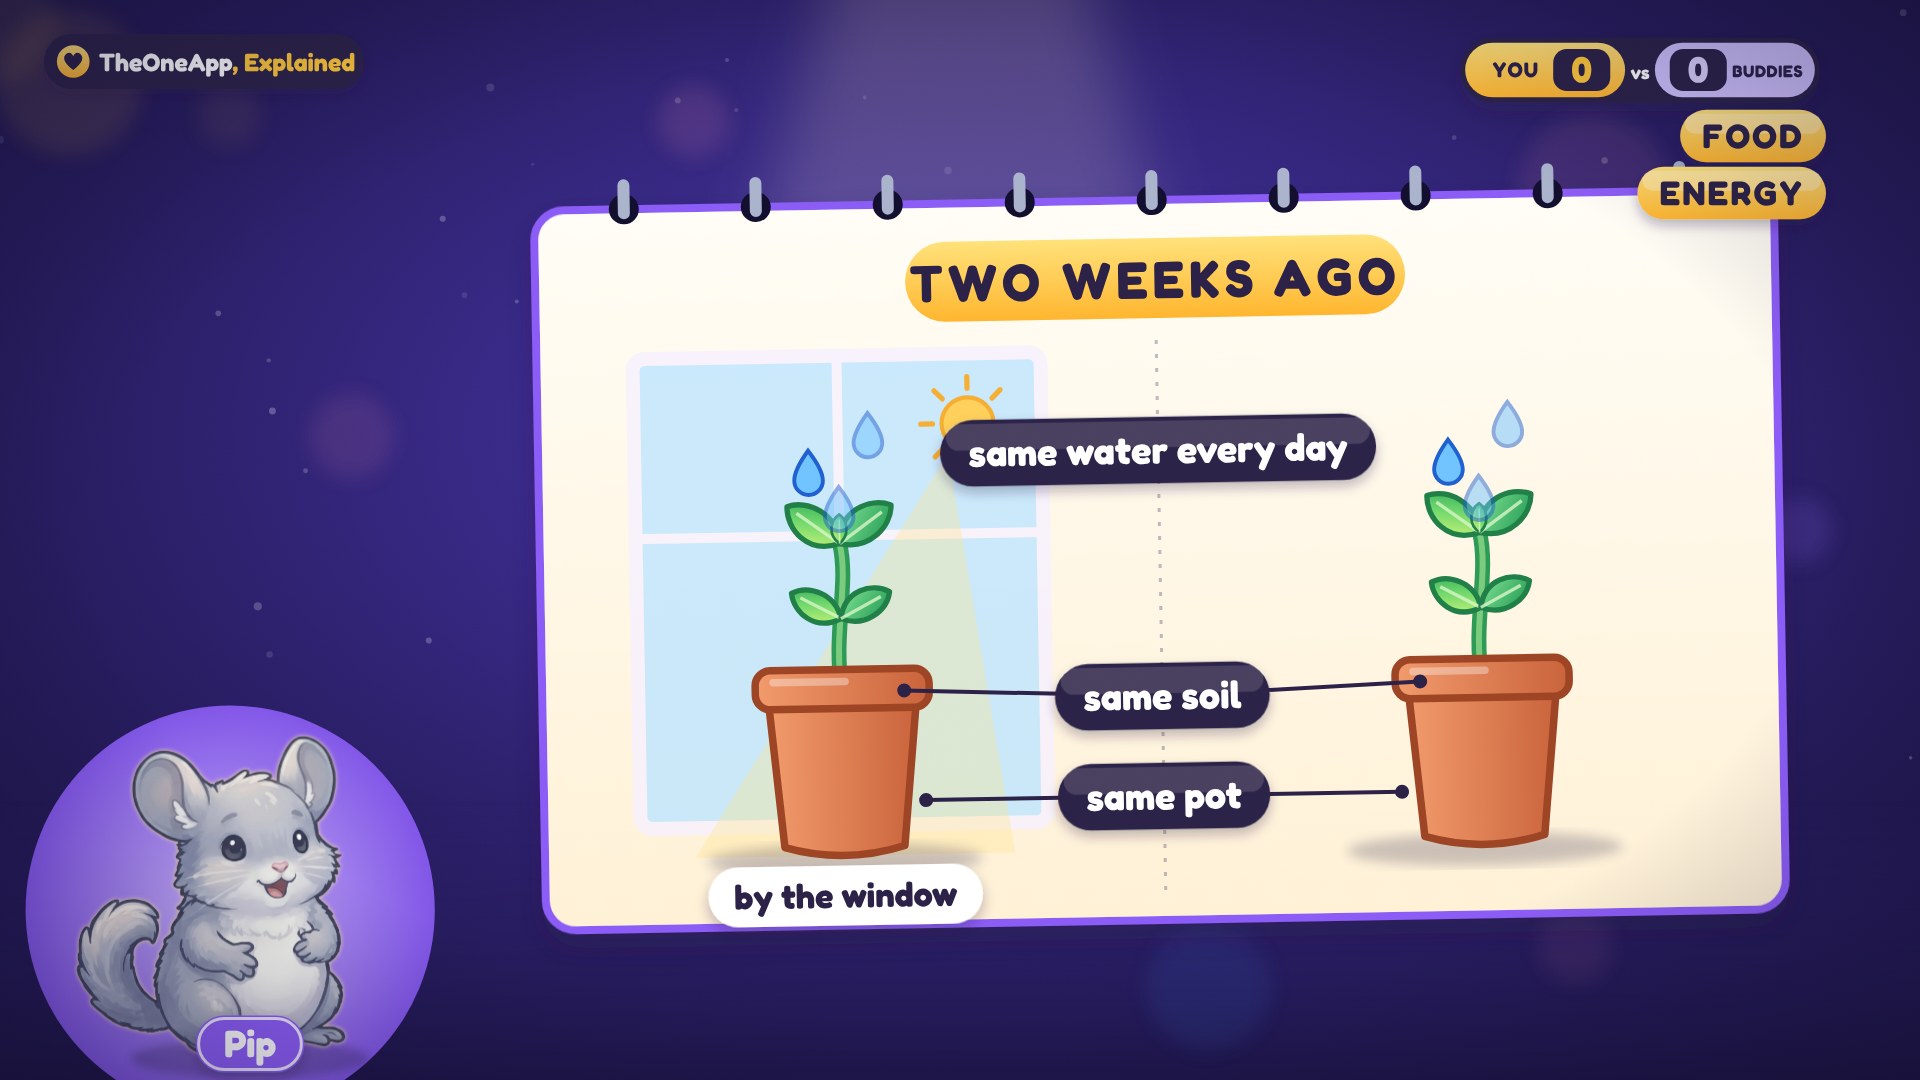 TheOneApp, Explained
YOU 0 vs 0 BUDDIES
FOOD
ENERGY
TWO WEEKS AGO
same water every day
same soil
same pot
by the window
Pip